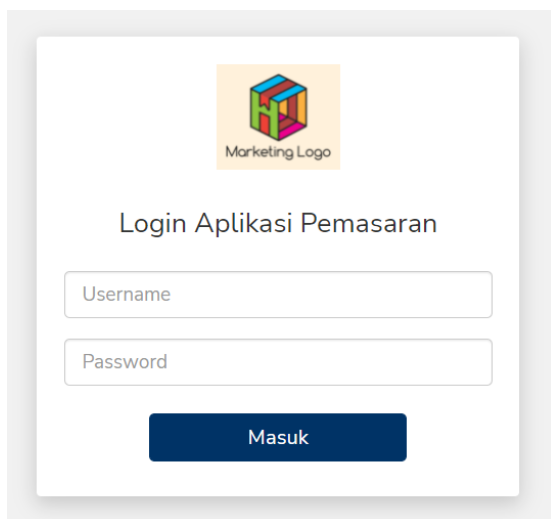 Marketing Logo
Login Aplikasi Pemasaran
Username
Password
Masuk